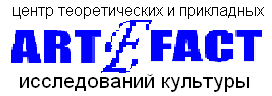 центр теоретических и прикладных
ARTEFACT
исследований культуры